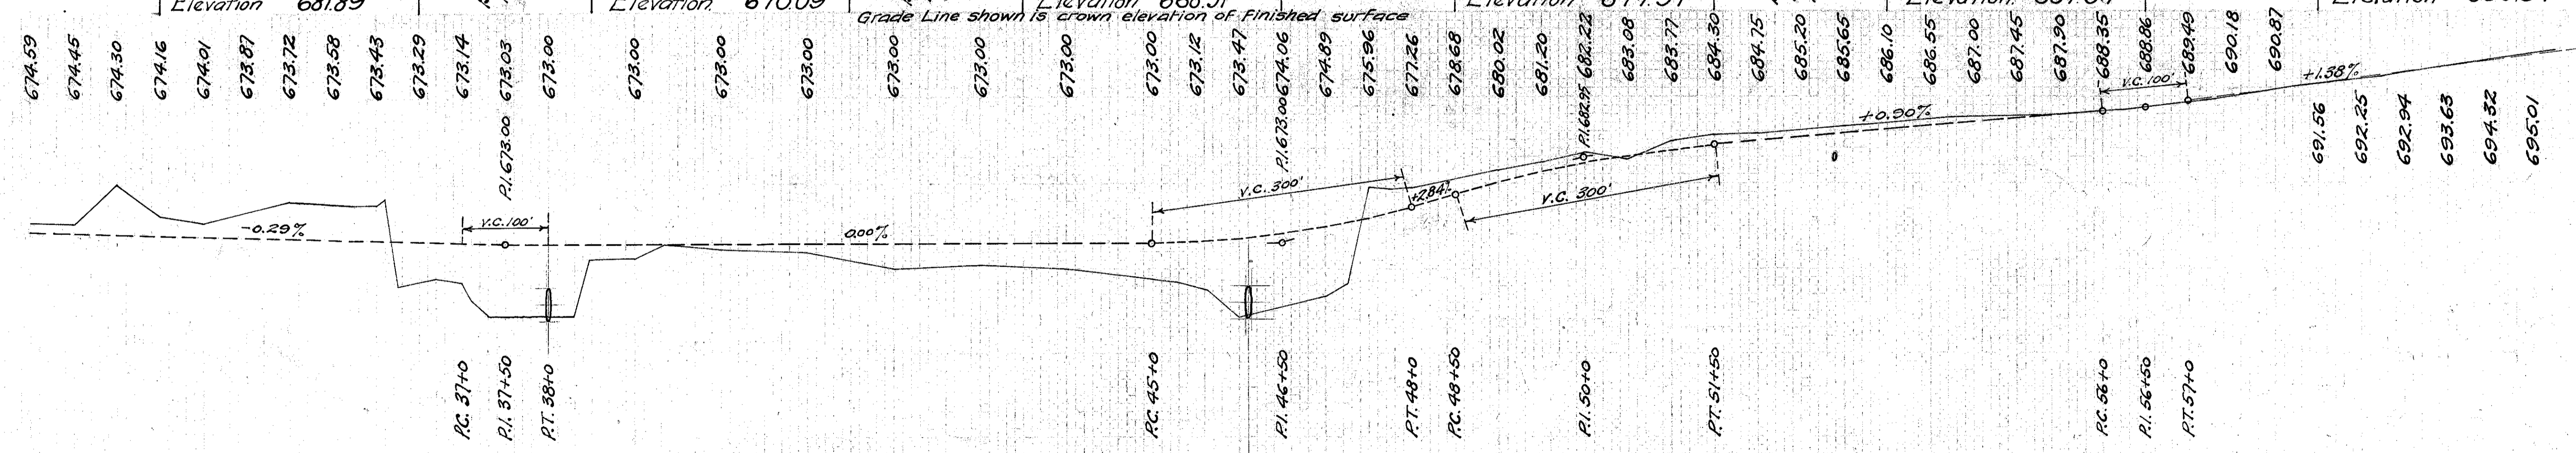 Elevation 681.89
Elevation 670.09
Elevation
Elevation
Elevation
Grade Line shown is crown elevation of Finished surface
674.59
674.45
674.30
674.16
674.01
673.87
673.72
673.58
673.43
673.29
673.14
P.I. 673.00 673.03
673.00
673.00
673.00
673.00
673.00
673.00
673.00
673.00
673.12
673.47
P.I. 673.00 674.06
674.89
675.96
677.26
678.68
680.02
681.20
P.I. 682.95 682.22
683.08
683.77
684.30
684.75
685.20
685.65
686.10
686.55
687.00
687.45
687.90
688.35
688.86
689.49
690.18
690.87
691.56
692.25
692.94
693.63
694.32
695.01
-0.29%
V.C. 100'
0.00%
V.C. 300'
+2.84%
V.C. 300'
+0.90%
V.C. 100'
+1.38%
P.C. 37+0
P.I. 37+50
P.T. 38+0
P.C. 45+0
P.I. 46+50
P.T. 48+0
P.C. 48+50
P.I. 50+0
P.T. 51+50
P.C. 56+0
P.I. 56+50
P.T. 57+0